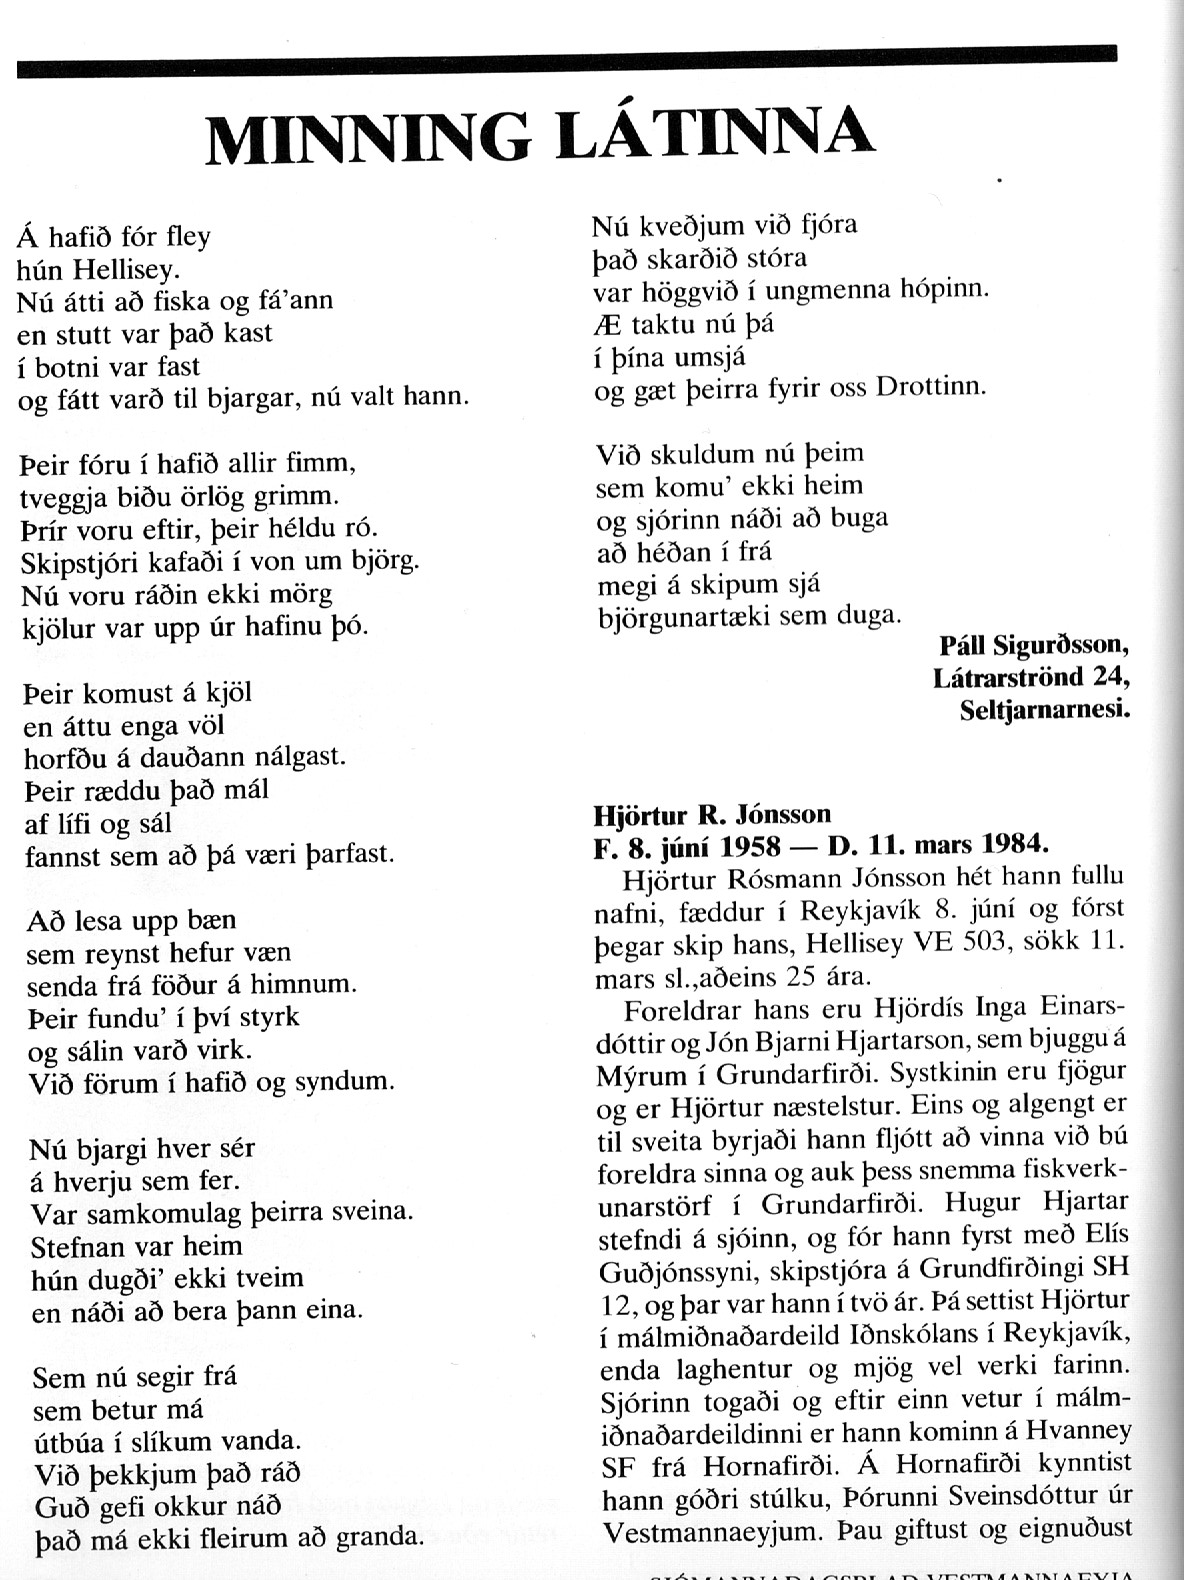 MINNING LÁTINNA
Á hafið fór fley
hún Hellisey.
Nú átti að fiska og fá’ann
en stutt var það kast
í botni var fast
og fátt varð til bjargar, nú valt hann.
Þeir fóru í hafið allir fimm,
tveggja biðu örlög grimm.
Þrír voru eftir, þeir héldu ró.
Skipstjóri kafaði í von um björg.
Nú voru ráðin ekki mörg
kjölur var upp úr hafinu þó.
Þeir komust á kjöl
en áttu enga völ
horfðu á dauðann nálgast.
Þeir ræddu það mál
af lífi og sál
fannst sem að þá væri þarfast.
Að lesa upp bæn
sem reynst hefur væn
senda frá föður á himnum.
Þeir fundu’ í því styrk
og sálin varð virk.
Við förum í hafið og syndum.
Nú bjargi hver sér
á hverju sem fer.
Var samkomulag þeirra sveina.
Stefnan var heim
hún dugði’ ekki tveim
en náði að bera þann eina.
Sem nú segir frá
sem betur má
útbúa í slíkum vanda.
Við þekkjum það ráð
Guð gefi okkur náð
það má ekki fleirum að granda.
Nú kveðjum við fjóra
það skarðið stóra
var höggvið í ungmenna hópinn.
Æ taktu nú þá
í þína umsjá
og gæt þeirra fyrir oss Drottinn.
Við skuldum nú þeim
sem komu’ ekki heim
og sjórinn náði að buga
að héðan í frá
megi á skipum sjá
björgunartæki sem duga.
Páll Sigurðsson,
Látrarströnd 24,
Seltjarnarnesi.
Hjörtur R. Jónsson
F. 8. júní 1958 — D. 11. mars 1984.
Hjörtur Rósmann Jónsson hét hann fullu
nafni, fæddur í Reykjavík 8. júní og fórst
þegar skip hans, Hellisey VE 503, sökk 11.
mars sl.,aðeins 25 ára.
Foreldrar hans eru Hjördís Inga Einars-
dóttir og Jón Bjarni Hjartarson, sem bjuggu á
Mýrum í Grundarfirði. Systkinin eru fjögur
og er Hjörtur næstelstur. Eins og algengt er
til sveita byrjaði hann fljótt að vinna við bú
foreldra sinna og auk þess snemma fiskverk-
unarstörf í Grundarfirði. Hugur Hjartar
stefndi á sjóinn, og fór hann fyrst með Elís
Guðjónssyni, skipstjóra á Grundfirðingi SH
12, og þar var hann í tvö ár. Þá settist Hjörtur
í málmiðnaðardeild Iðnskólans í Reykjavík,
enda laghentur og mjög vel verki farinn.
Sjórinn togaði og eftir einn vetur í málm-
iðnaðardeildinni er hann kominn á Hvanney
SF frá Hornafirði. Á Hornafirði kynntist
hann góðri stúlku, Þórunni Sveinsdóttur úr
Vestmannaeyjum. Þau giftust og eignuðust
SJÓMANNADAGSBLAÐ VESTMANNAEYJA